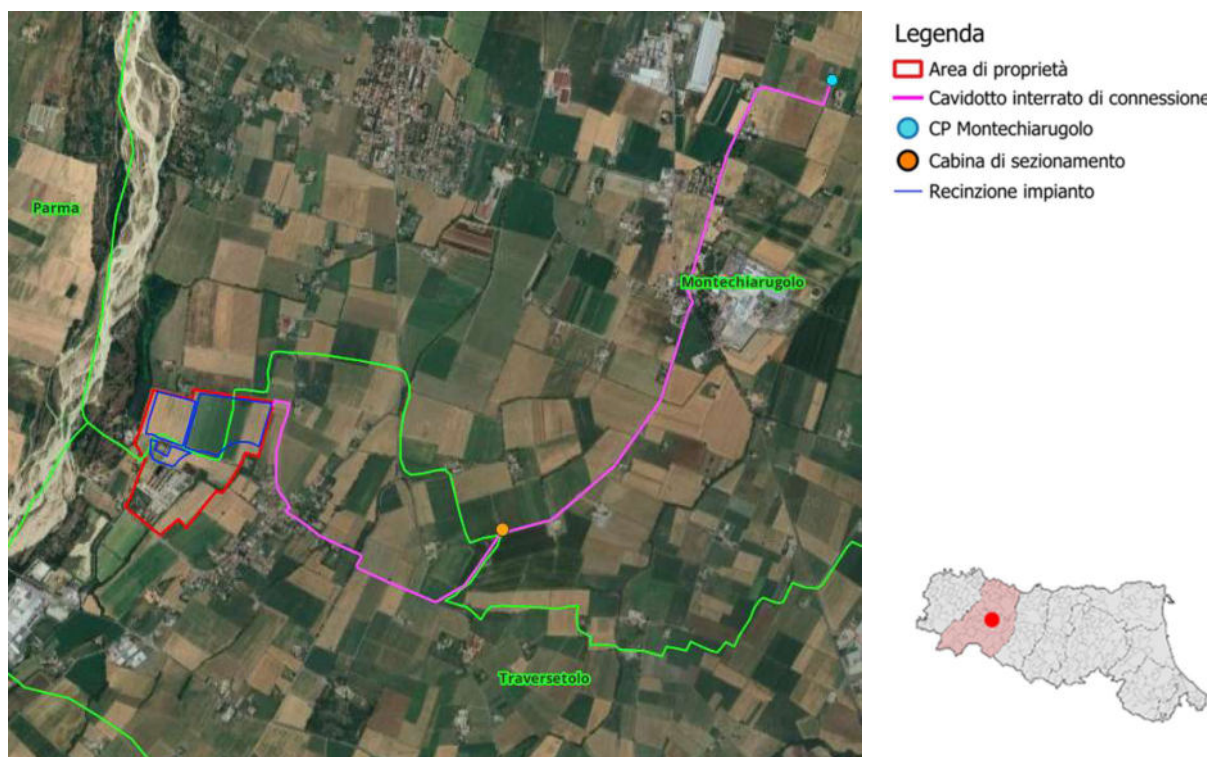 Parma
Montechiarugolo
Traversetolo
Legenda
Area di proprietà
Cavidotto interrato di connessione
CP Montechiarugolo
Cabina di sezionamento
Recinzione impianto